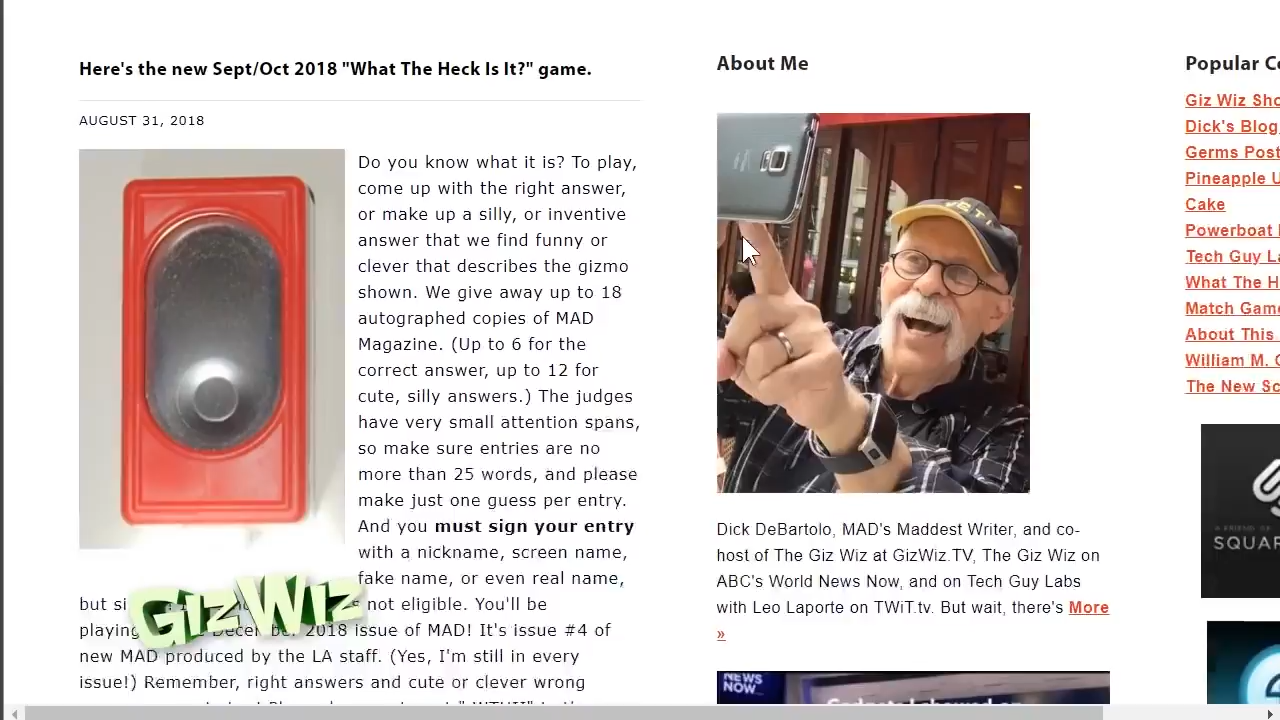 Here's the new Sept/Oct 2018 "What The Heck Is It?" game.
AUGUST 31, 2018
Do you know what it is? To play,
come up with the right answer,
or make up a silly, or inventive
answer that we find funny or
clever that describes the gizmo
shown. We give away up to 18
autographed copies of MAD
Magazine. (Up to 6 for the
correct answer, up to 12 for
cute, silly answers.) The judges
have very small attention spans,
so make sure entries are no
more than 25 words, and please
make just one guess per entry.
And you must sign your entry
with a nickname, screen name,
fake name, or even real name,
but not eligible. You'll be
playing December 2018 issue of MAD! It's issue #4 of
new MAD produced by the LA staff. (Yes, I'm still in every
issue!) Remember, right answers and cute or clever wrong
GizWiz
About Me
Dick DeBartolo, MAD's Maddest Writer, and co-
host of The Giz Wiz at GizWiz.TV, The Giz Wiz on
ABC's World News Now, and on Tech Guy Labs
with Leo Laporte on TWiT.tv. But wait, there's More
»
NEWS
NOW
Popular
Giz Wiz
Dick's Blog
Germs Post
Pineapple
Cake
Powerboat
Tech Guy
What The
Match Game
About This
William M.
The New
A FRIEND OF
SQUAR